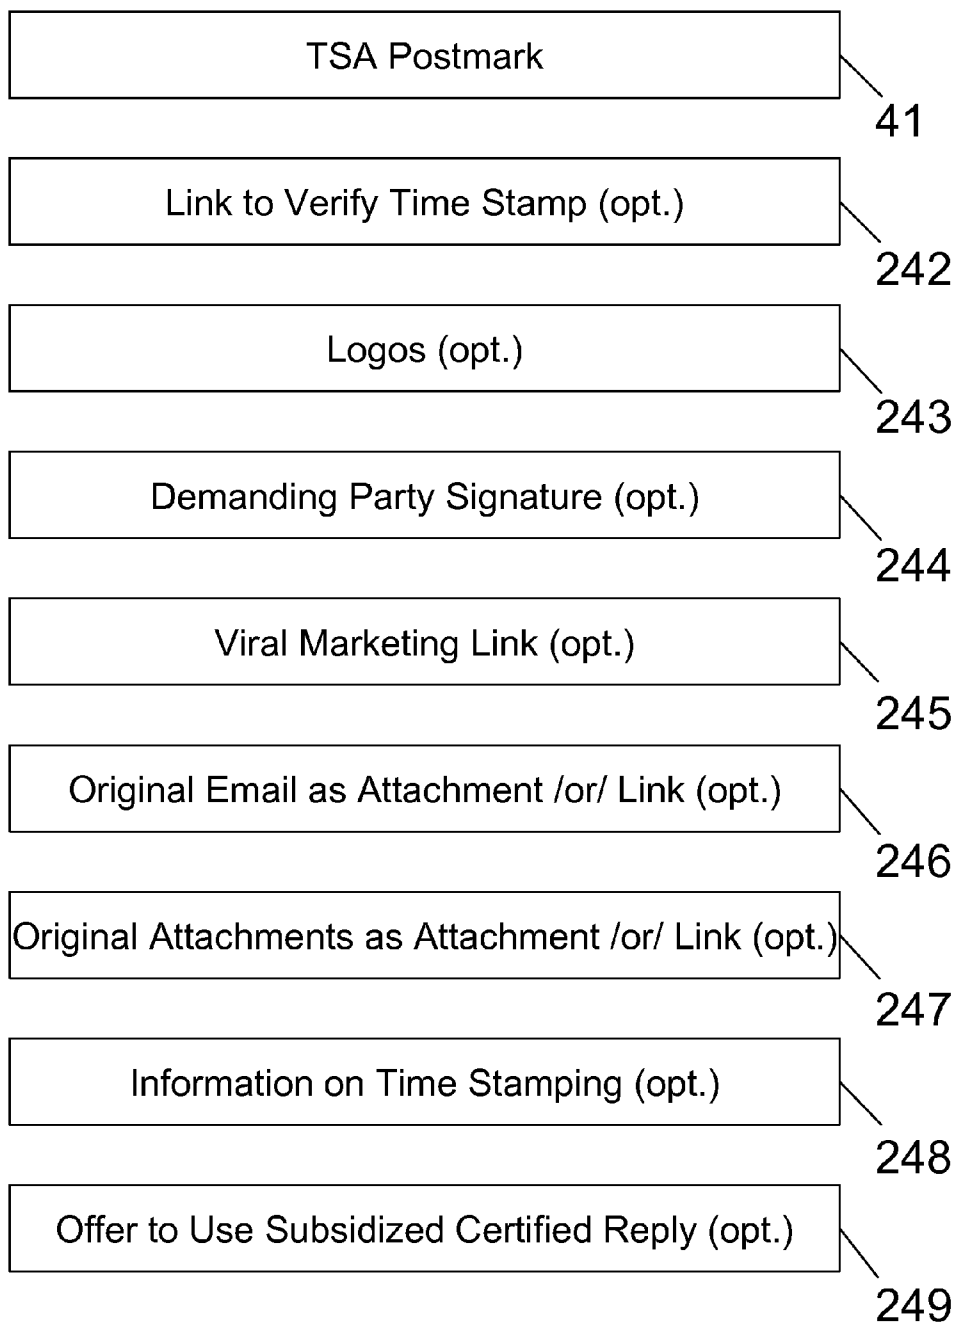 TSA Postmark
41
Link to Verify Time Stamp (opt.)
242
Logos (opt.)
243
Demanding Party Signature (opt.)
244
Viral Marketing Link (opt.)
245
Original Email as Attachment /or/ Link (opt.)
246
Original Attachments as Attachment /or/ Link (opt.)
247
Information on Time Stamping (opt.)
248
Offer to Use Subsidized Certified Reply (opt.)
249